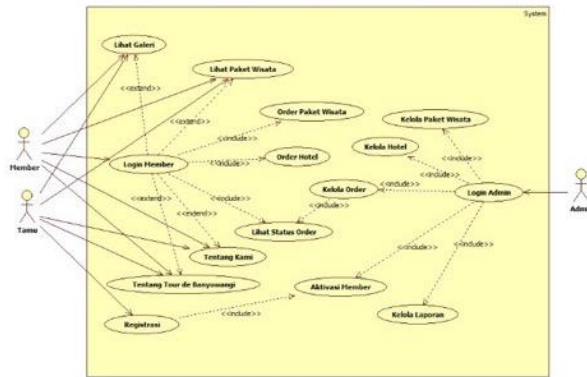 System
Lihat Galeri
Lihat Paket Wisata
<<extend>>
<<extend>>
Order Paket Wisata
Kelola Paket Wisata
<<include>>
Kelola Hotel
<<include>>
Member
Login Member
<<include>>
Order Hotel
<<include>>
Kelola Order
<<include>>
Login Admin
Tamu
<<extend>>
<<include>>
<<include>>
<<extend>>
Lihat Status Order
Tentang Kami
<<include>>
<<include>>
Tentang Tour de Banyuwangi
Aktivasi Member
Registrasi
<<include>>
Kelola Laporan